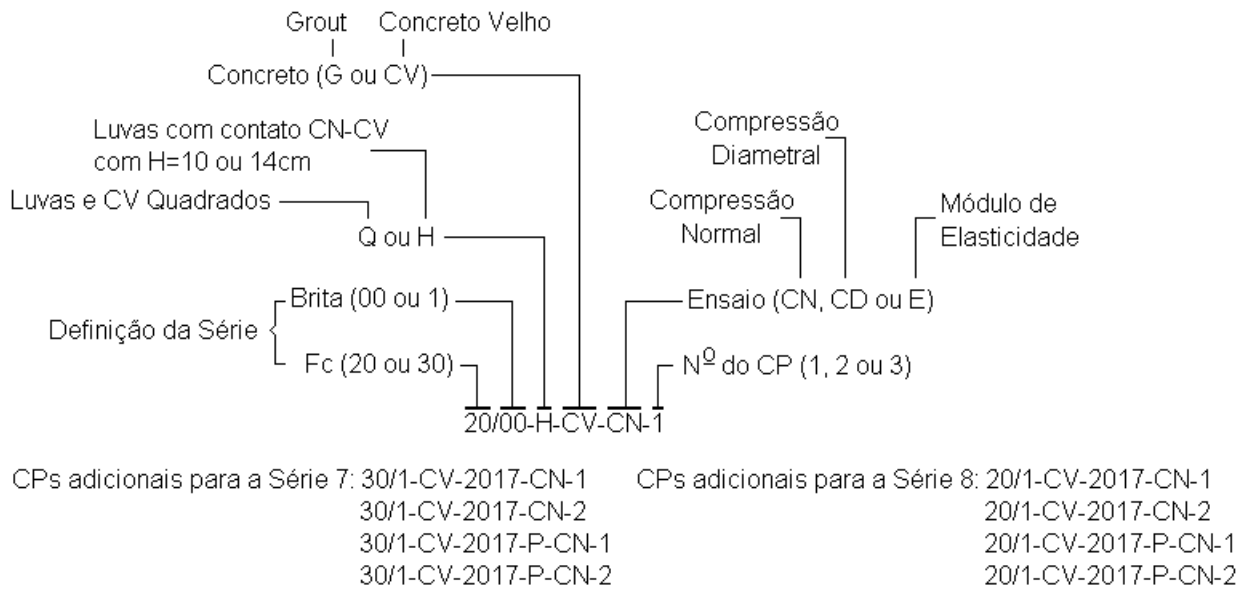 Grout Concreto Velho
Concreto (G ou CV)
Luvas com contato CN-CV
com H=10 ou 14cm
Luvas e CV Quadrados
Q ou H
Compressão
Diametral
Compressão
Normal
Módulo de
Elasticidade
Brita (00 ou 1)
Ensaio (CN, CD ou E)
Definição da Série
Fc (20 ou 30)
Nº do CP (1, 2 ou 3)
20/00-H-CV-CN-1
CPs adicionais para a Série 7: 30/1-CV-2017-CN-1
30/1-CV-2017-CN-2
30/1-CV-2017-P-CN-1
30/1-CV-2017-P-CN-2
CPs adicionais para a Série 8: 20/1-CV-2017-CN-1
20/1-CV-2017-CN-2
20/1-CV-2017-P-CN-1
20/1-CV-2017-P-CN-2